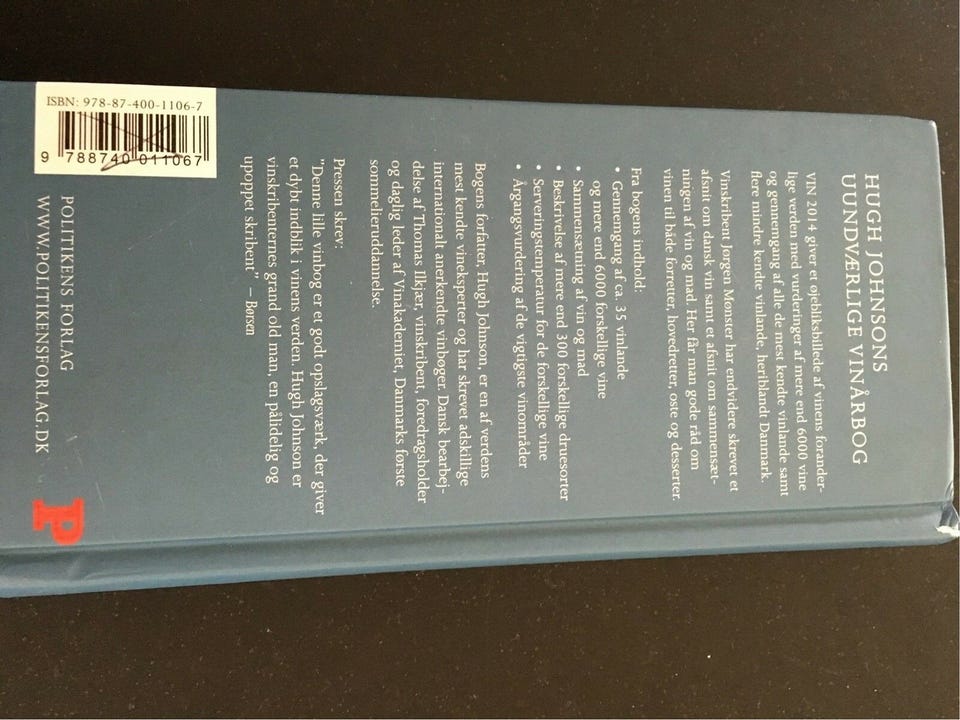 HUGH JOHNSONS
UUNDVÆRLIGE VINÅRBOG
VIN 2014 giver et øjebliksbillede af vinens forander-
lige verden med vurderinger af mere end 6000 vine
og gennemgang af alle de mest kendte vinlande samt
flere mindre kendte vinlande, heriblandt Danmark.
Vinskribent Jørgen Mønster har endvidere skrevet et
afsnit om dansk vin samt et afsnit om sammensæt-
ningen af vin og mad. Her får man gode råd om
vinen til både forretter, hovedretter, oste og desserter.
Fra bogens indhold:
• Gennemgang af ca. 35 vinlande
og mere end 6000 forskellige vine
• Sammensætning af vin og mad
• Beskrivelse af mere end 300 forskellige druesorter
• Serveringstemperatur for de forskellige vine
• Årgangsvurdering af de vigtigste vinområder
Bogens forfatter, Hugh Johnson, er en af verdens
mest kendte vineksperter og har skrevet adskillige
internationalt anerkendte vinbøger. Dansk bearbej-
delse af Thomas Ilkjær, vinskribent, foredragsholder
og daglig leder af Vinakademiet, Danmarks første
sommelieruddannelse.
Pressen skrev:
"Denne lille vinbog er et godt opslagsværk, der giver
et dybt indblik i vinens verden. Hugh Johnson er
vinskribenternes grand old man, en pålidelig og
upoppet skribent" – Børsen
ISBN: 978-87-400-1106-7
9 788740 011067
POLITIKENS FORLAG
WWW.POLITIKENSFORLAG.DK
P